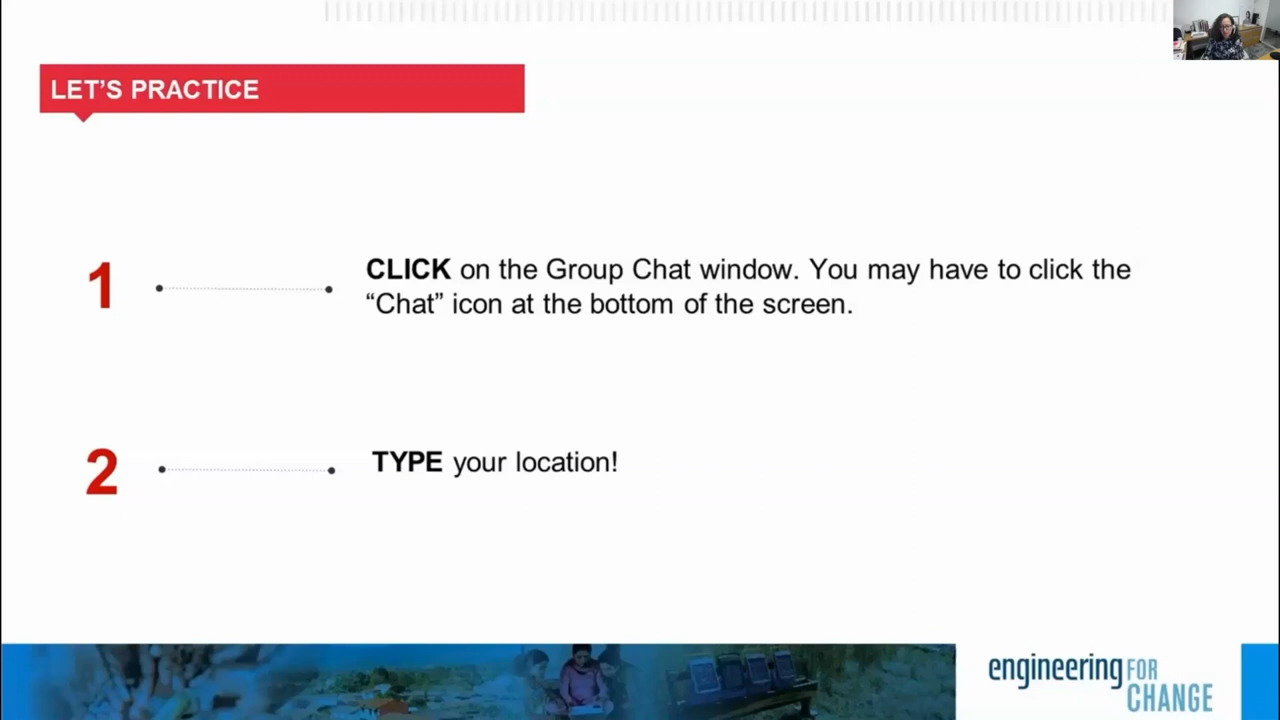 LET'S PRACTICE
1
CLICK on the Group Chat window. You may have to click the
“Chat” icon at the bottom of the screen.
2
TYPE your location!
engineering FOR
CHANGE